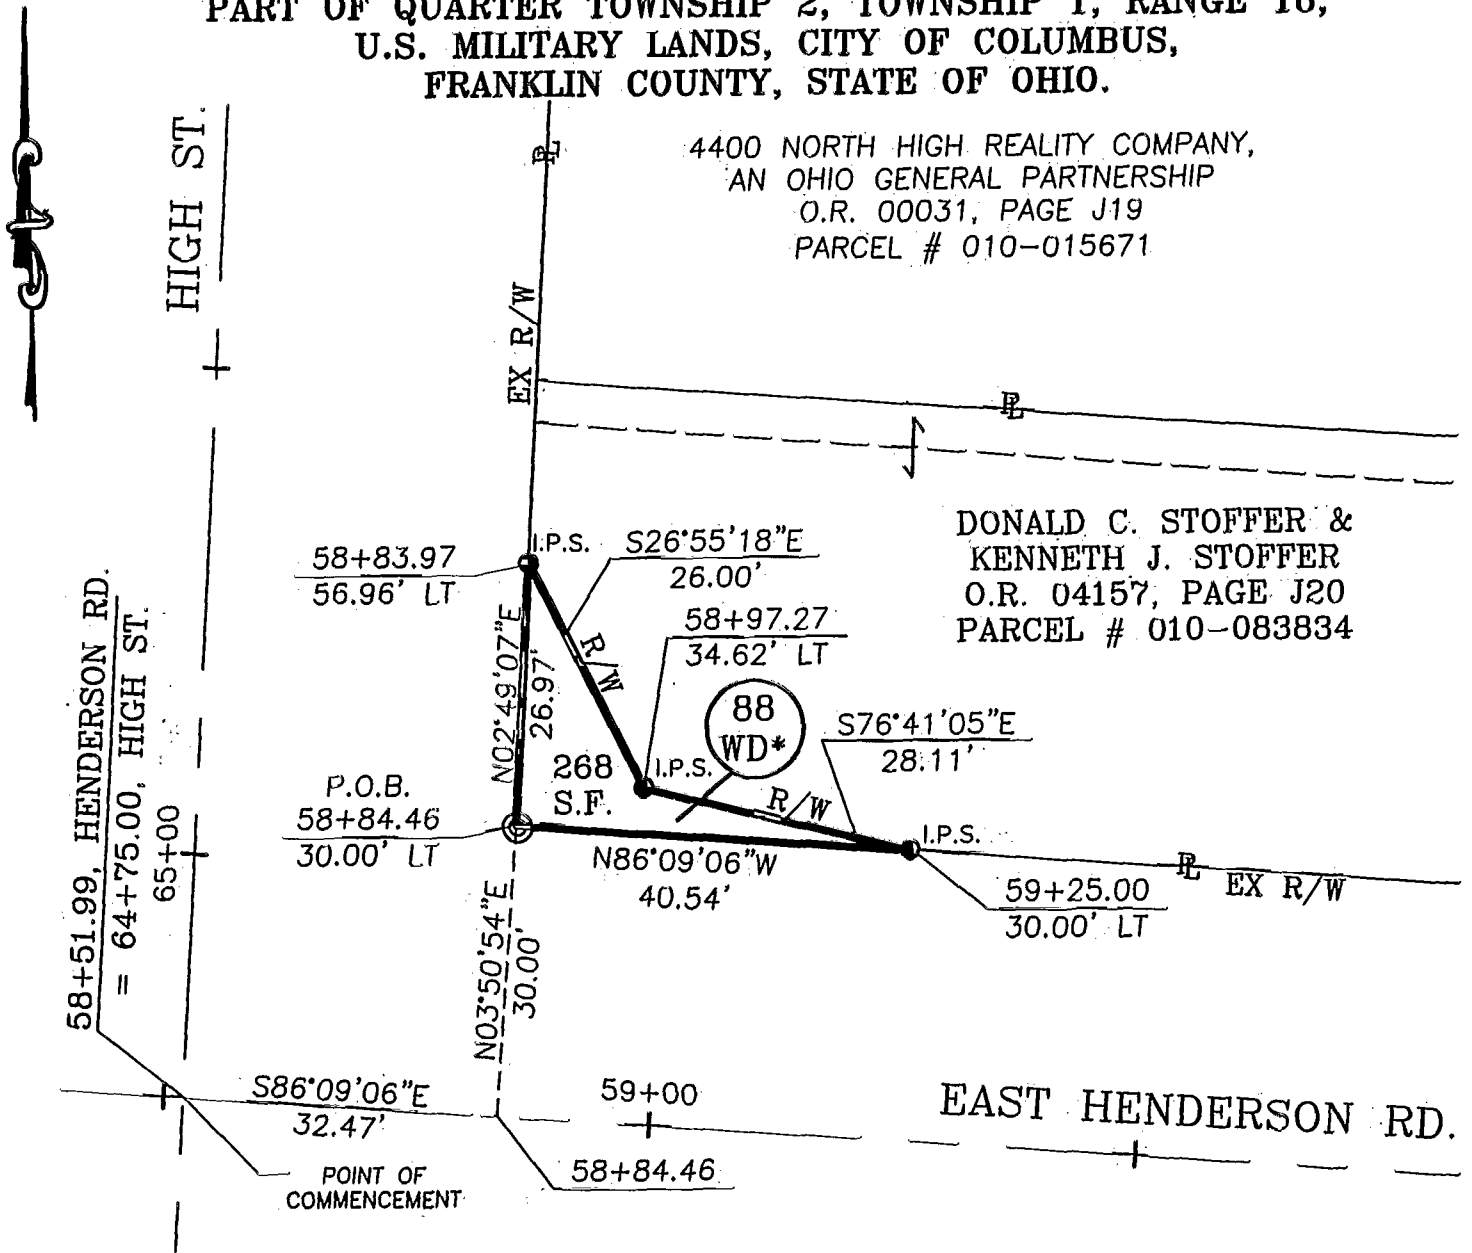 PART OF QUARTER TOWNSHIP 2, TOWNSHIP 1, RANGE 18,
U.S. MILITARY LANDS, CITY OF COLUMBUS,
FRANKLIN COUNTY, STATE OF OHIO.
HIGH ST.
PL
4400 NORTH HIGH REALITY COMPANY,
AN OHIO GENERAL PARTNERSHIP
O.R. 00031, PAGE J19
PARCEL # 010-015671
EX R/W
PL
DONALD C. STOFFER &
KENNETH J. STOFFER
O.R. 04157, PAGE J20
PARCEL # 010-083834
I.P.S.
58+83.97
56.96' LT
S26°55'18"E
26.00'
R/W
58+97.27
34.62' LT
N02°49'07"E
26.97'
88
WD*
S76°41'05"E
28.11'
268
S.F.
I.P.S.
R/W
P.O.B.
58+84.46
30.00' LT
I.P.S.
N86°09'06"W
40.54'
PL
EX R/W
59+25.00
30.00' LT
58+51.99, HENDERSON RD.
= 64+75.00, HIGH ST.
65+00
N03°50'54"E
30.00'
S86°09'06"E
32.47'
59+00
EAST HENDERSON RD.
58+84.46
POINT OF
COMMENCEMENT